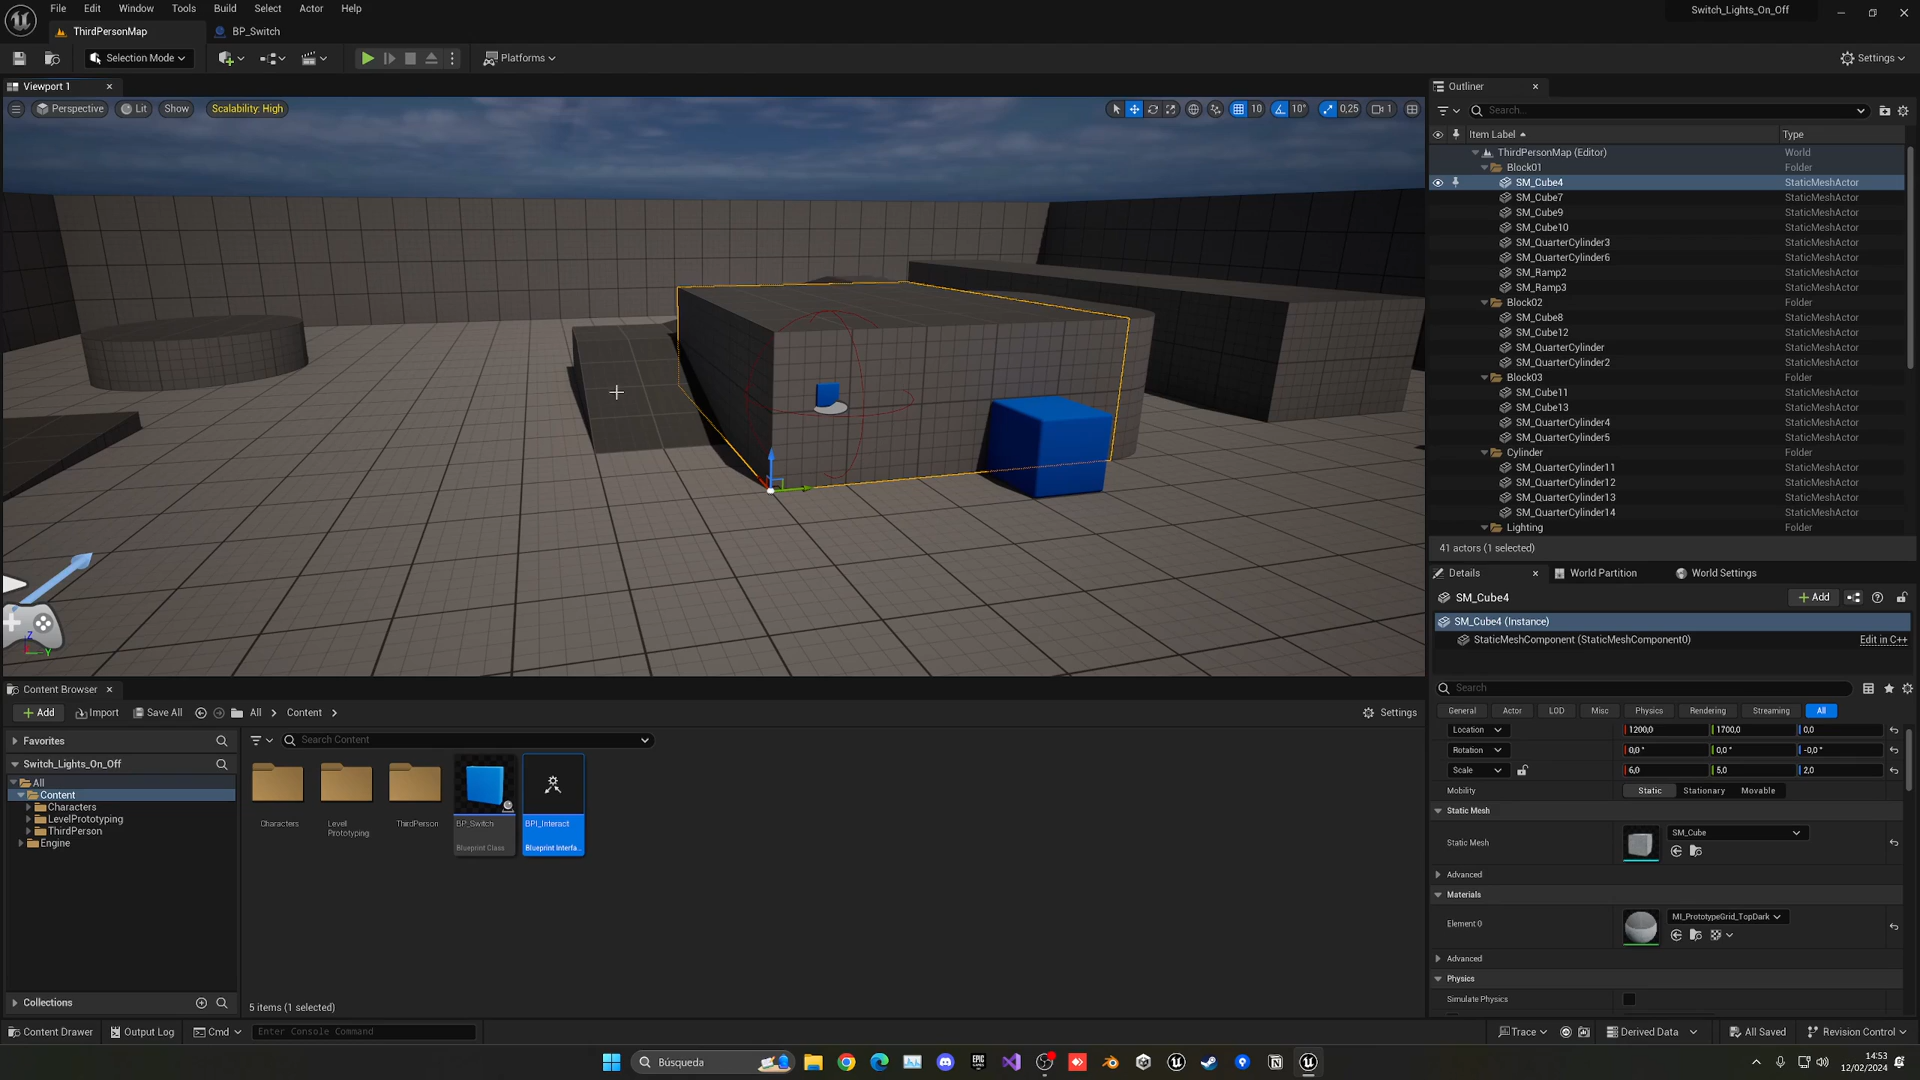 File Edit Window Tools Build Select Actor Help
Switch_Lights_On_Off
ThirdPersonMap
BP_Switch
Selection Mode
Platforms
Settings
Viewport 1
Perspective Lit Show Scalability: High
10 10° 0,25 1
Outliner
Search...
Item Label Type
ThirdPersonMap (Editor) World
Block01 Folder
SM_Cube4 StaticMeshActor
SM_Cube7 StaticMeshActor
SM_Cube9 StaticMeshActor
SM_Cube10 StaticMeshActor
SM_QuarterCylinder3 StaticMeshActor
SM_QuarterCylinder6 StaticMeshActor
SM_Ramp2 StaticMeshActor
SM_Ramp3 StaticMeshActor
Block02 Folder
SM_Cube8 StaticMeshActor
SM_Cube12 StaticMeshActor
SM_QuarterCylinder StaticMeshActor
SM_QuarterCylinder2 StaticMeshActor
Block03 Folder
SM_Cube11 StaticMeshActor
SM_Cube13 StaticMeshActor
SM_QuarterCylinder4 StaticMeshActor
SM_QuarterCylinder5 StaticMeshActor
Cylinder Folder
SM_QuarterCylinder11 StaticMeshActor
SM_QuarterCylinder12 StaticMeshActor
SM_QuarterCylinder13 StaticMeshActor
SM_QuarterCylinder14 StaticMeshActor
Lighting Folder
41 actors (1 selected)
Details World Partition World Settings
SM_Cube4
Add
SM_Cube4 (Instance)
StaticMeshComponent (StaticMeshComponent0) Edit in C++
Search
General Actor LOD Misc Physics Rendering Streaming All
Location 1200,0 1700,0 0,0
Rotation 0,0 ° 0,0 ° -0,0 °
Scale 6,0 5,0 2,0
Mobility Static Stationary Movable
Static Mesh
Static Mesh SM_Cube
Advanced
Materials
Element 0 MI_PrototypeGrid_TopDark
Advanced
Physics
Simulate Physics
Z
Y
Content Browser
Add Import Save All All Content Settings
Favorites
Search Content
Switch_Lights_On_Off
All
Content
Characters
LevelPrototyping
ThirdPerson
Engine
Collections
Characters
Level
Prototyping
ThirdPerson
BP_Switch
Blueprint Class
BPI_Interact
Blueprint Interfa..
5 items (1 selected)
Content Drawer Output Log Cmd Enter Console Command
Trace Derived Data All Saved Revision Control
Búsqueda
EPIC
14:53
12/02/2024